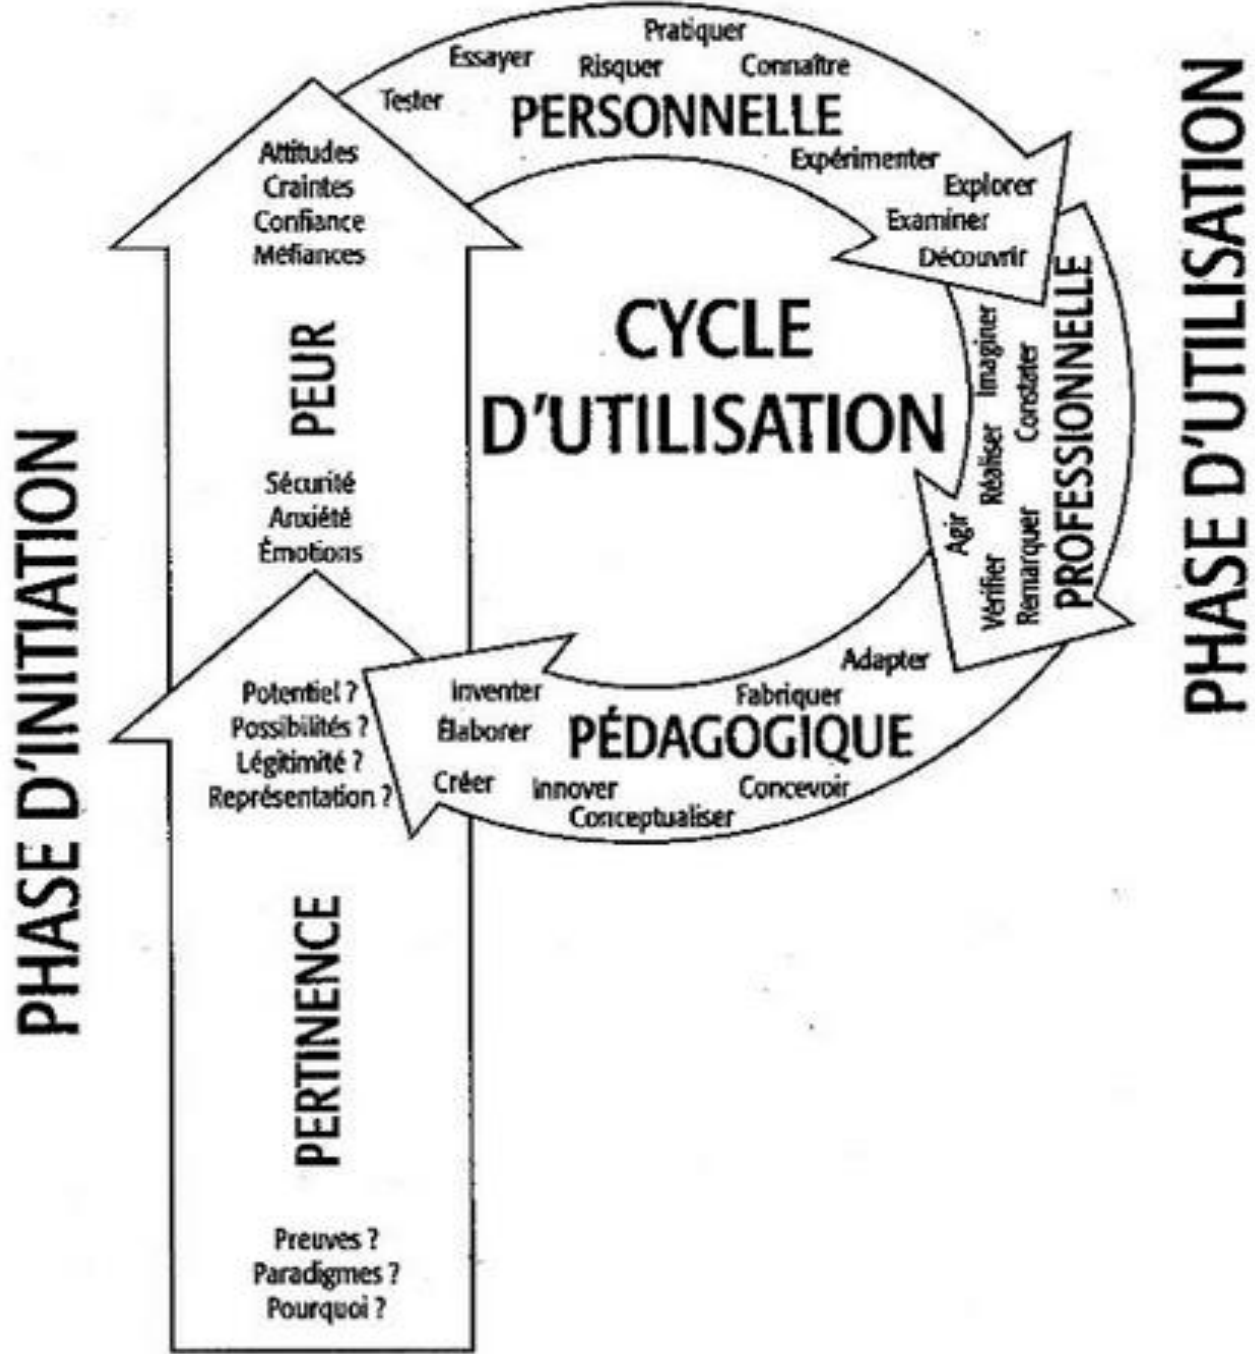 PHASE D'INITIATION
Attitudes
Craintes
Confiance
Méfiances
PEUR
Sécurité
Anxiété
Émotions
Potentiel ?
Possibilités ?
Légitimité ?
Représentation ?
PERTINENCE
Preuves ?
Paradigmes ?
Pourquoi ?
CYCLE
D'UTILISATION
Tester
Essayer
Risquer
Pratiquer
Connaître
PERSONNELLE
Expérimenter
Explorer
Examiner
Découvrir
Imaginer
Constater
Réaliser
Agir
Vérifier
Remarquer
PROFESSIONNELLE
Adapter
Fabriquer
PÉDAGOGIQUE
Concevoir
Conceptualiser
Innover
Inventer
Élaborer
Créer
PHASE D'UTILISATION